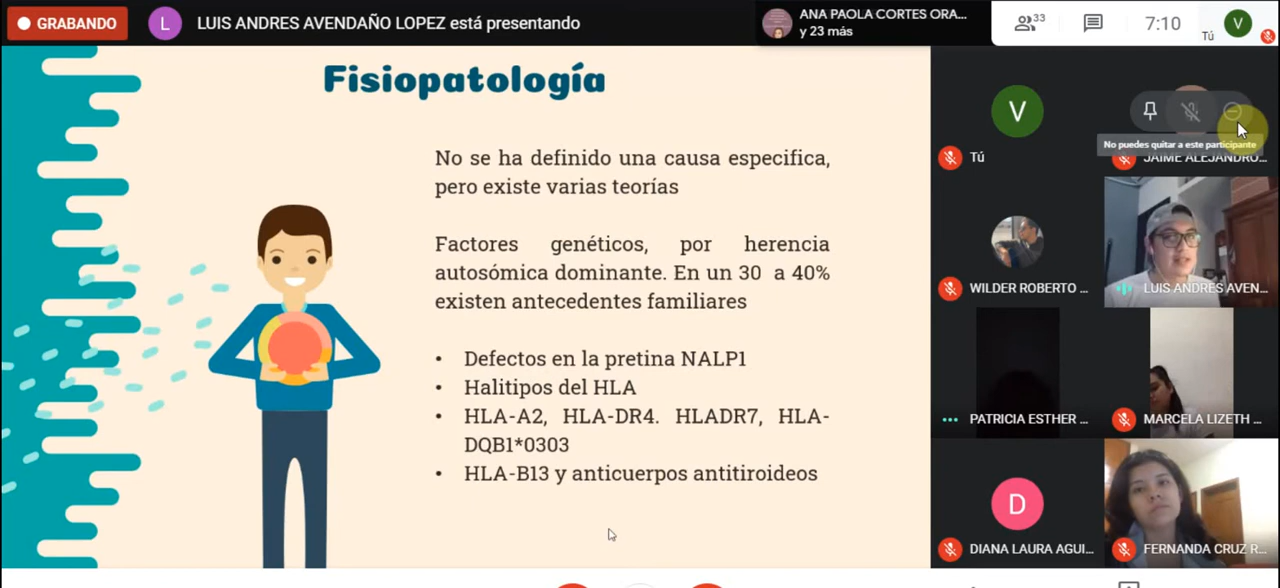 GRABANDO
L
LUIS ANDRES AVENDAÑO LOPEZ está presentando
ANA PAOLA CORTES ORA...
y 23 más
33
7:10
Tú
V
Fisiopatología
No se ha definido una causa especifica,
pero existe varias teorías
Factores genéticos, por herencia
autosómica dominante. En un 30 a 40%
existen antecedentes familiares
• Defectos en la pretina NALP1
• Halitipos del HLA
• HLA-A2, HLA-DR4. HLADR7, HLA-
DQB1*0303
• HLA-B13 y anticuerpos antitiroideos
V
Tú
No puedes quitar a este participante
JAIME ALEJANDRO...
WILDER ROBERTO ...
LUIS ANDRES AVEN...
PATRICIA ESTHER ...
MARCELA LIZETH ...
D
DIANA LAURA AGUI...
FERNANDA CRUZ R...